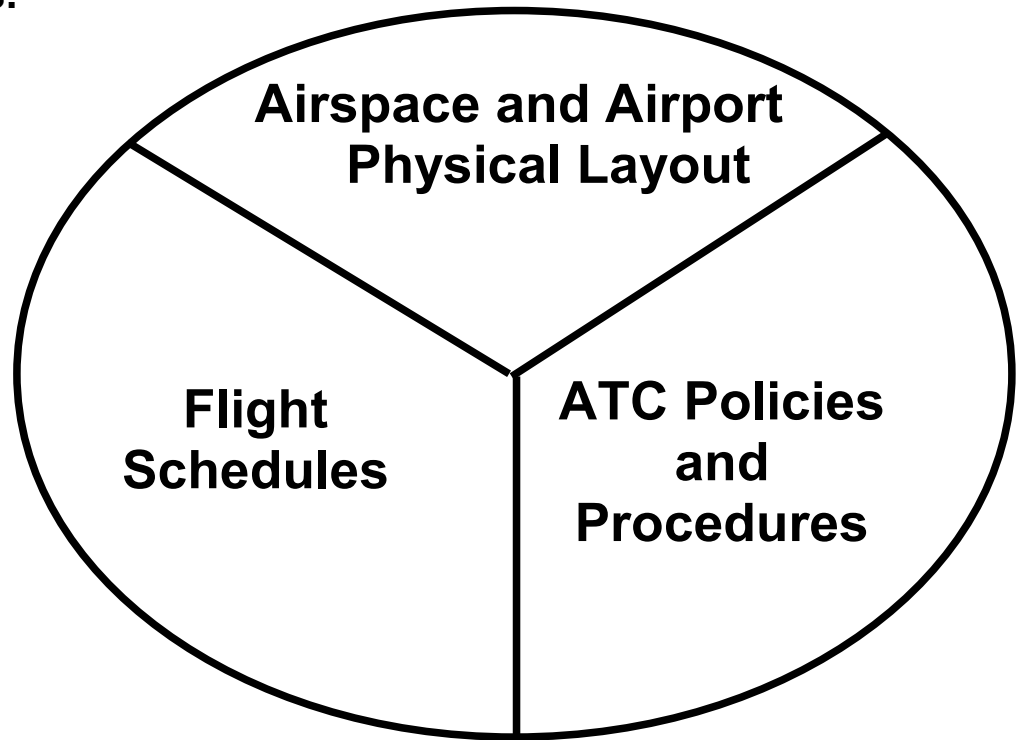 Airspace and Airport
Physical Layout
Flight
Schedules
ATC Policies
and
Procedures